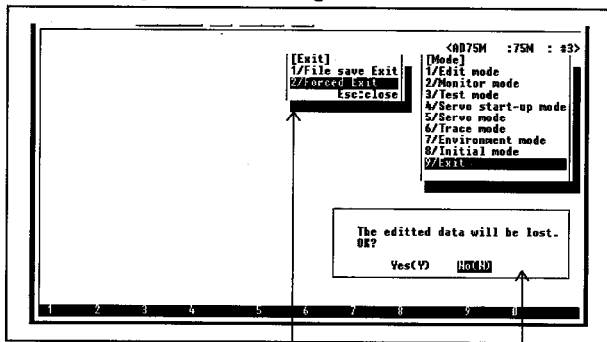 <AD75M :75M : #3>
[Exit]
1/File save Exit
2/Forced Exit
Esc:close
[Mode]
1/Edit mode
2/Monitor mode
3/Test mode
4/Servo start-up mode
5/Servo mode
6/Trace mode
7/Environment mode
8/Initial mode
9/Exit
The editted data will be lost.
OK?
Yes(Y) No(N)
1 2 3 4 5 6 7 8 9 0